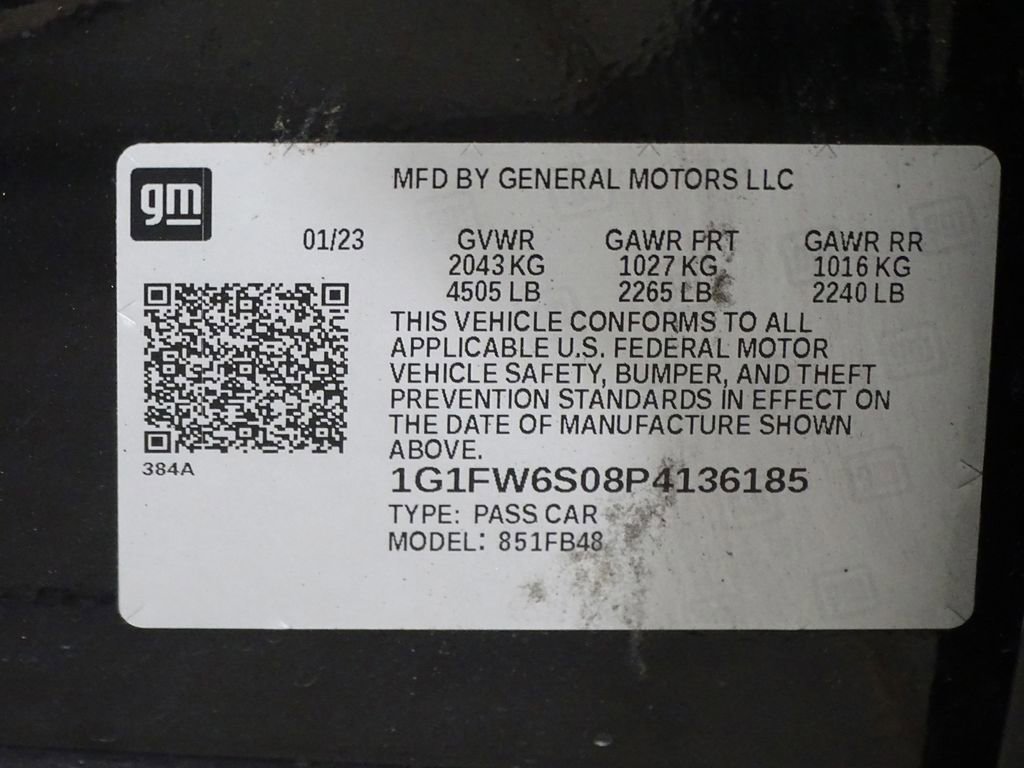 gm
MFD BY GENERAL MOTORS LLC
01/23 GVWR GAWR FRT GAWR RR
2043 KG 1027 KG 1016 KG
4505 LB 2265 LB 2240 LB
THIS VEHICLE CONFORMS TO ALL
APPLICABLE U.S. FEDERAL MOTOR
VEHICLE SAFETY, BUMPER, AND THEFT
PREVENTION STANDARDS IN EFFECT ON
THE DATE OF MANUFACTURE SHOWN
ABOVE.
384A
1G1FW6S08P4136185
TYPE: PASS CAR
MODEL: 851FB48